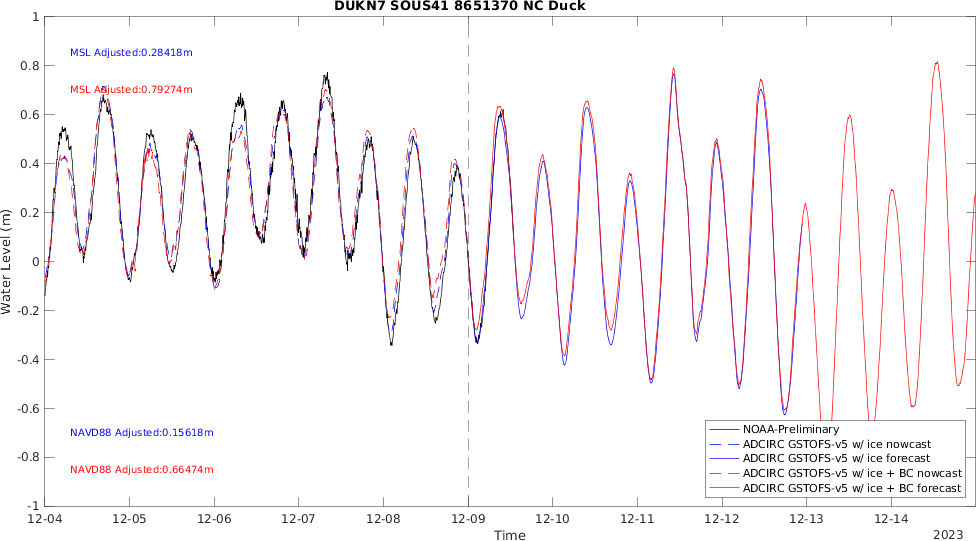 DUKN7 SOUS41 8651370 NC Duck
MSL Adjusted:0.28418m
MSL Adjusted:0.79274m
NAVD88 Adjusted:0.15618m
NAVD88 Adjusted:0.66474m
Water Level (m)
1
0.8
0.6
0.4
0.2
0
-0.2
-0.4
-0.6
-0.8
-1
NOAA-Preliminary
ADCIRC GSTOFS-v5 w/ ice nowcast
ADCIRC GSTOFS-v5 w/ ice forecast
ADCIRC GSTOFS-v5 w/ ice + BC nowcast
ADCIRC GSTOFS-v5 w/ ice + BC forecast
12-04 12-05 12-06 12-07 12-08 12-09 12-10 12-11 12-12 12-13 12-14
Time
2023